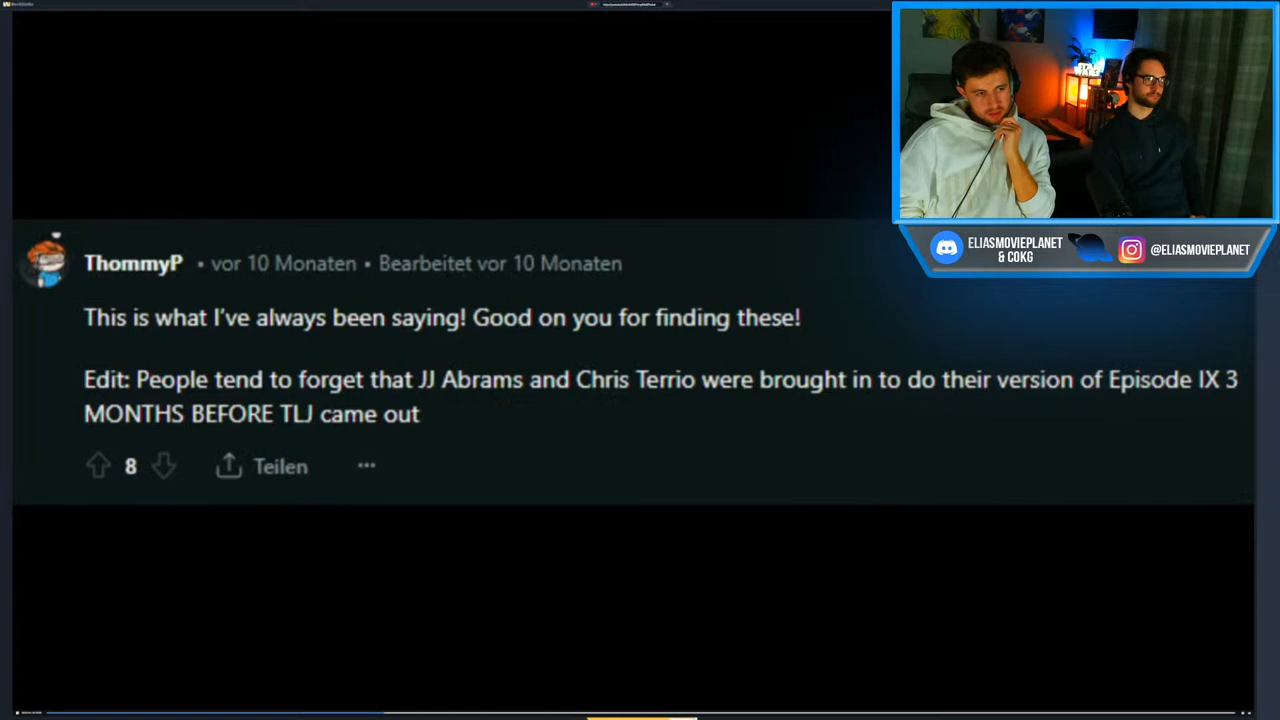 STAR
WARS
ELIASMOVIEPLANET
& COKG
@ELIASMOVIEPLANET
ThommyP • vor 10 Monaten • Bearbeitet vor 10 Monaten
This is what I've always been saying! Good on you for finding these!
Edit: People tend to forget that JJ Abrams and Chris Terrio were brought in to do their version of Episode IX 3
MONTHS BEFORE TLJ came out
8 Teilen ...